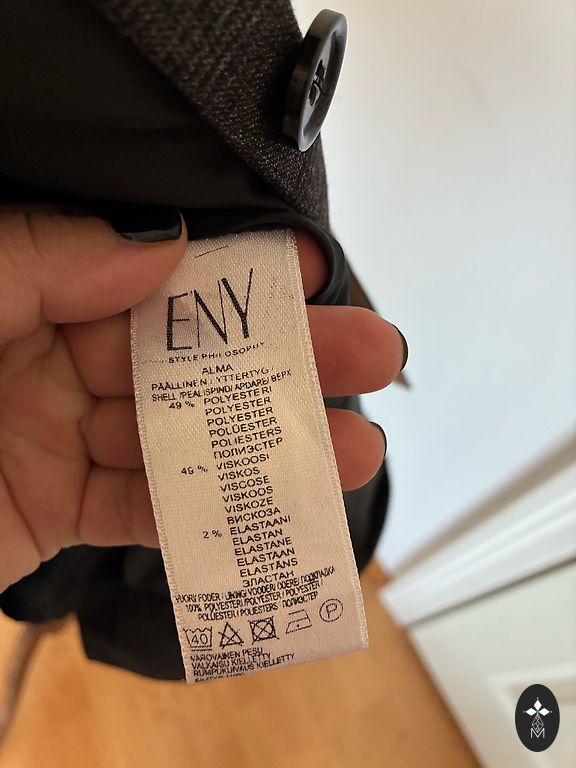 ENY
STYLE PHILOSOPHY
ALMA
PÄÄLLINEN / YTTERTYG /
SHELL /PEALISPIND/ APDARE/ ВЕРХ
49 % POLYESTERI
POLYESTER
POLYESTER
POLÜESTER
POLIESTERS
ПОЛИЭСТЕР
49 % VISKOOSI
VISKOS
VISCOSE
VISKOOS
VISKOZE
ВИСКОЗА
2 % ELASTAANI
ELASTAN
ELASTANE
ELASTAAN
ELASTĀNS
ЭЛАСТАН
VUORI/ FODER / LINING/ VOODER/ ODERE/ ПОДКЛАДКА
100% POLYESTERI/ POLYESTER / POLYESTER /
POLÜESTER/ POLIESTERS ПОЛИЭСТЕР
40 P
VAROVAINEN PESU
VALKAISU KIELLETTY
RUMPUKUIVAUS KIELLETTY
M